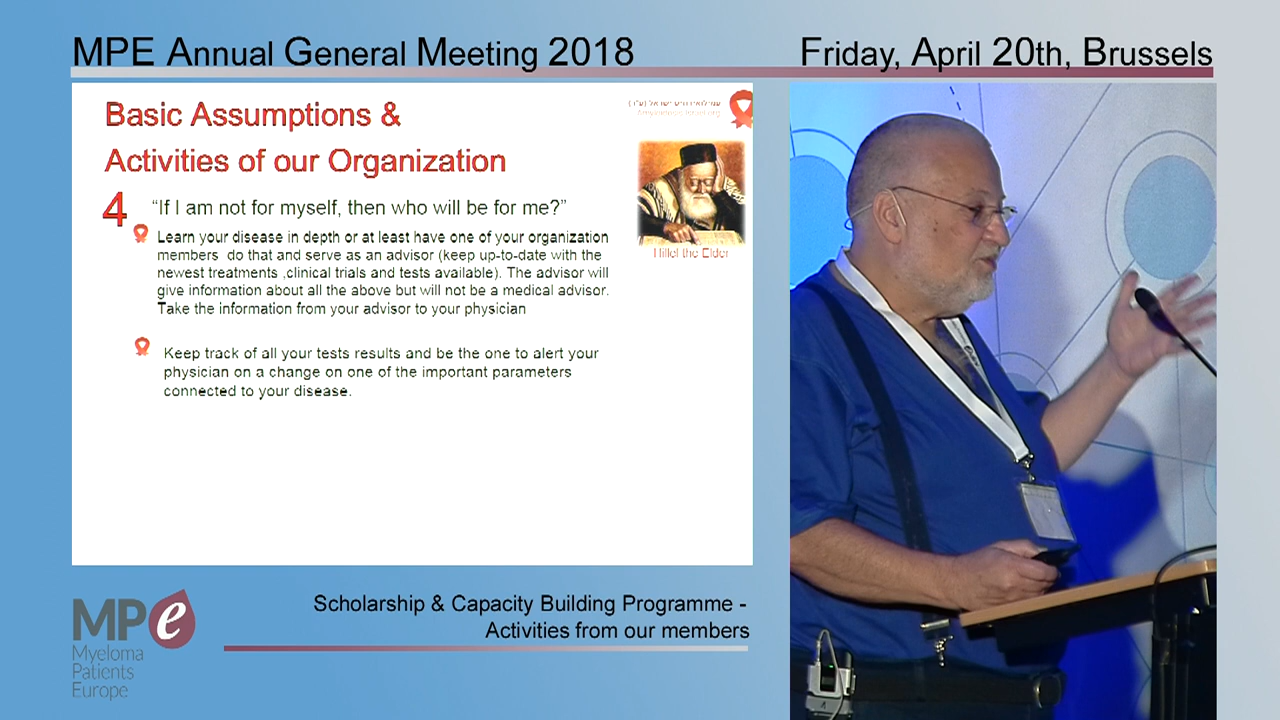 MPE Annual General Meeting 2018
Friday, April 20th, Brussels
Basic Assumptions &
Activities of our Organization
4
“If I am not for myself, then who will be for me?”
Learn your disease in depth or at least have one of your organization
members do that and serve as an advisor (keep up-to-date with the
newest treatments ,clinical trials and tests available). The advisor will
give information about all the above but will not be a medical advisor.
Take the information from your advisor to your physician
Keep track of all your tests results and be the one to alert your
physician on a change on one of the important parameters
connected to your disease.
Hillel the Elder
Scholarship & Capacity Building Programme -
Activities from our members
MPe
Myeloma
Patients
Europe